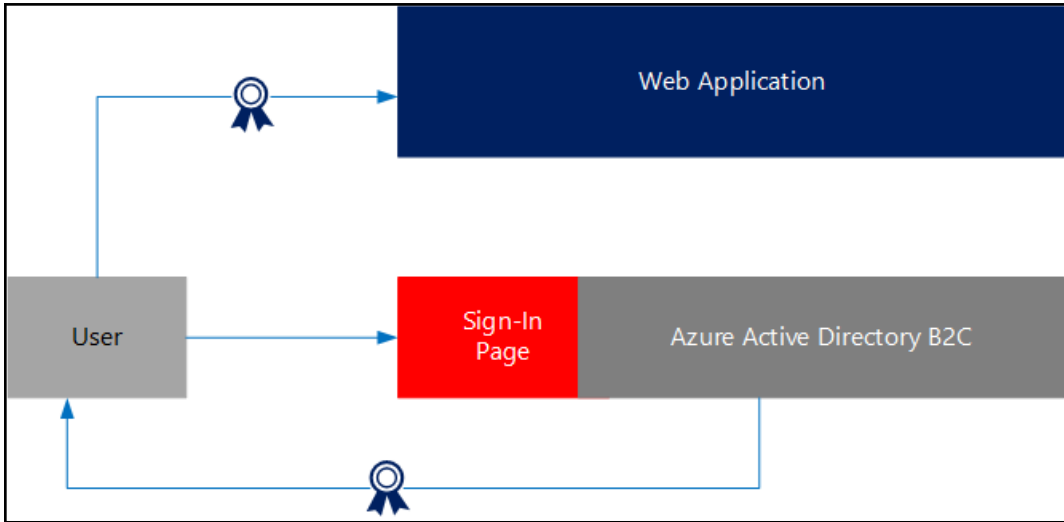 Web Application
User
Sign-In
Page
Azure Active Directory B2C